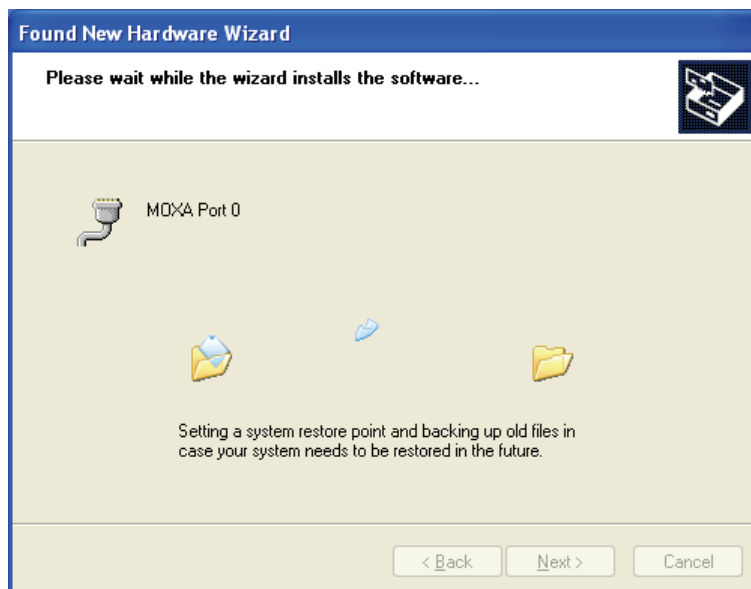 Found New Hardware Wizard
Please wait while the wizard installs the software...
MOXA Port 0
Setting a system restore point and backing up old files in
case your system needs to be restored in the future.
< Back Next > Cancel